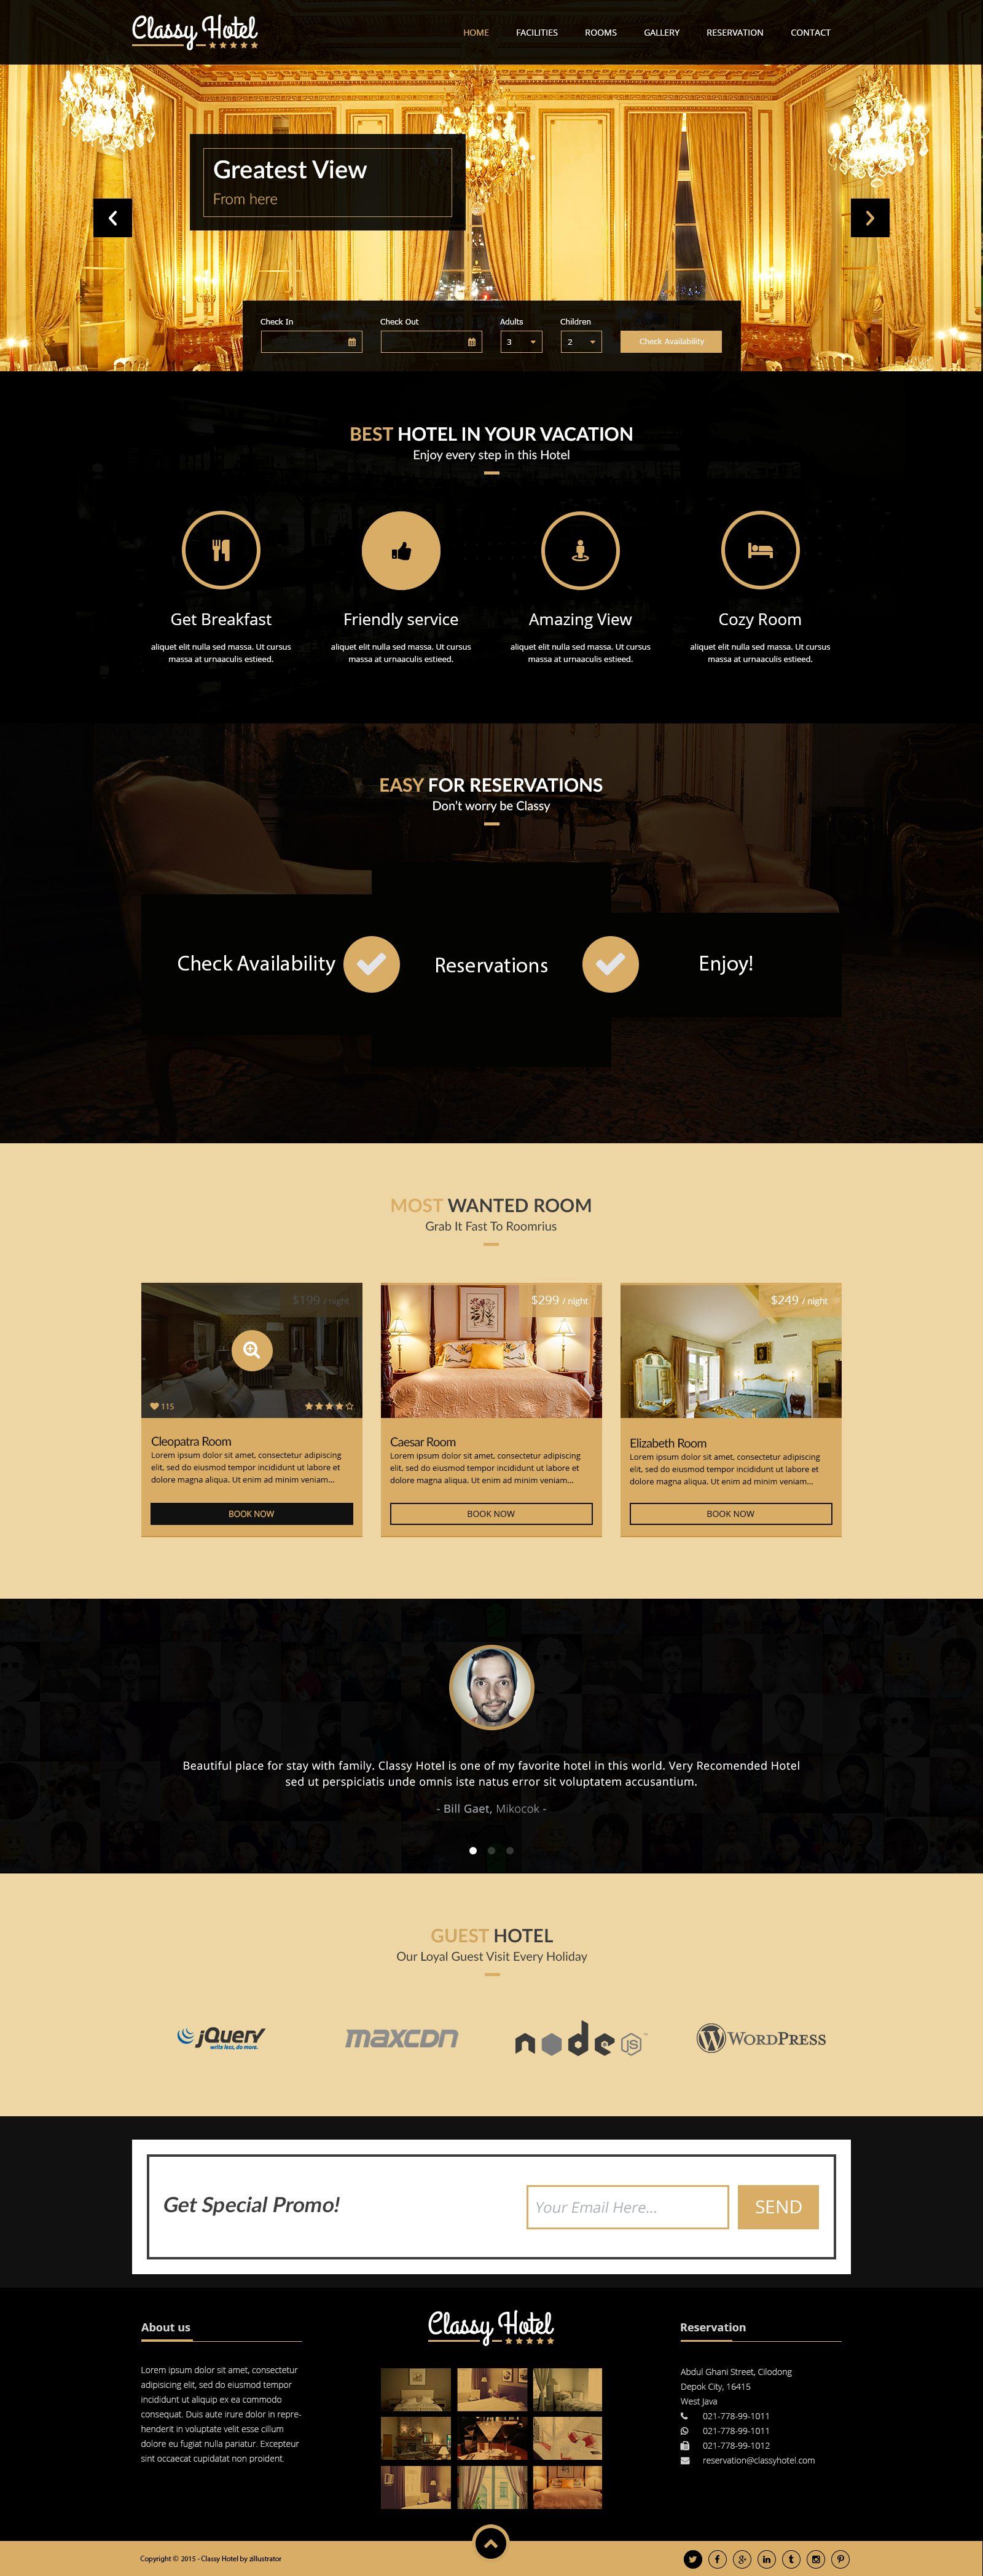 Classy Hotel
HOME FACILITIES ROOMS GALLERY RESERVATION CONTACT
Greatest View
From here
Check In Check Out Adults Children
3 2 Check Availability
BEST HOTEL IN YOUR VACATION
Enjoy every step in this Hotel
Get Breakfast
aliquet elit nulla sed massa. Ut cursus
massa at urnaaculis estieed.
Friendly service
aliquet elit nulla sed massa. Ut cursus
massa at urnaaculis estieed.
Amazing View
aliquet elit nulla sed massa. Ut cursus
massa at urnaaculis estieed.
Cozy Room
aliquet elit nulla sed massa. Ut cursus
massa at urnaaculis estieed.
EASY FOR RESERVATIONS
Don't worry be Classy
Check Availability
Reservations
Enjoy!
MOST WANTED ROOM
Grab It Fast To Roomrius
$199 / night
115
Cleopatra Room
Lorem ipsum dolor sit amet, consectetur adipiscing
elit, sed do eiusmod tempor incididunt ut labore et
dolore magna aliqua. Ut enim ad minim veniam...
BOOK NOW
$299 / night
Caesar Room
Lorem ipsum dolor sit amet, consectetur adipiscing
elit, sed do eiusmod tempor incididunt ut labore et
dolore magna aliqua. Ut enim ad minim veniam...
BOOK NOW
$249 / night
Elizabeth Room
Lorem ipsum dolor sit amet, consectetur adipiscing
elit, sed do eiusmod tempor incididunt ut labore et
dolore magna aliqua. Ut enim ad minim veniam...
BOOK NOW
Beautiful place for stay with family. Classy Hotel is one of my favorite hotel in this world. Very Recomended Hotel
sed ut perspiciatis unde omnis iste natus error sit voluptatem accusantium.
- Bill Gaet, Mikocok -
GUEST HOTEL
Our Loyal Guest Visit Every Holiday
jQuery
write less, do more.
MAXCDN
node JS
WORDPRESS
Get Special Promo!
Your Email Here...
SEND
About us
Lorem ipsum dolor sit amet, consectetur
adipisicing elit, sed do eiusmod tempor
incididunt ut aliquip ex ea commodo
consequat. Duis aute irure dolor in repre-
henderit in voluptate velit esse cillum
dolore eu fugiat nulla pariatur. Excepteur
sint occaecat cupidatat non proident.
Classy Hotel
Reservation
Abdul Ghani Street, Cilodong
Depok City, 16415
West Java
021-778-99-1011
021-778-99-1011
021-778-99-1012
reservation@classyhotel.com
Copyright © 2015 - Classy Hotel by zillustrator